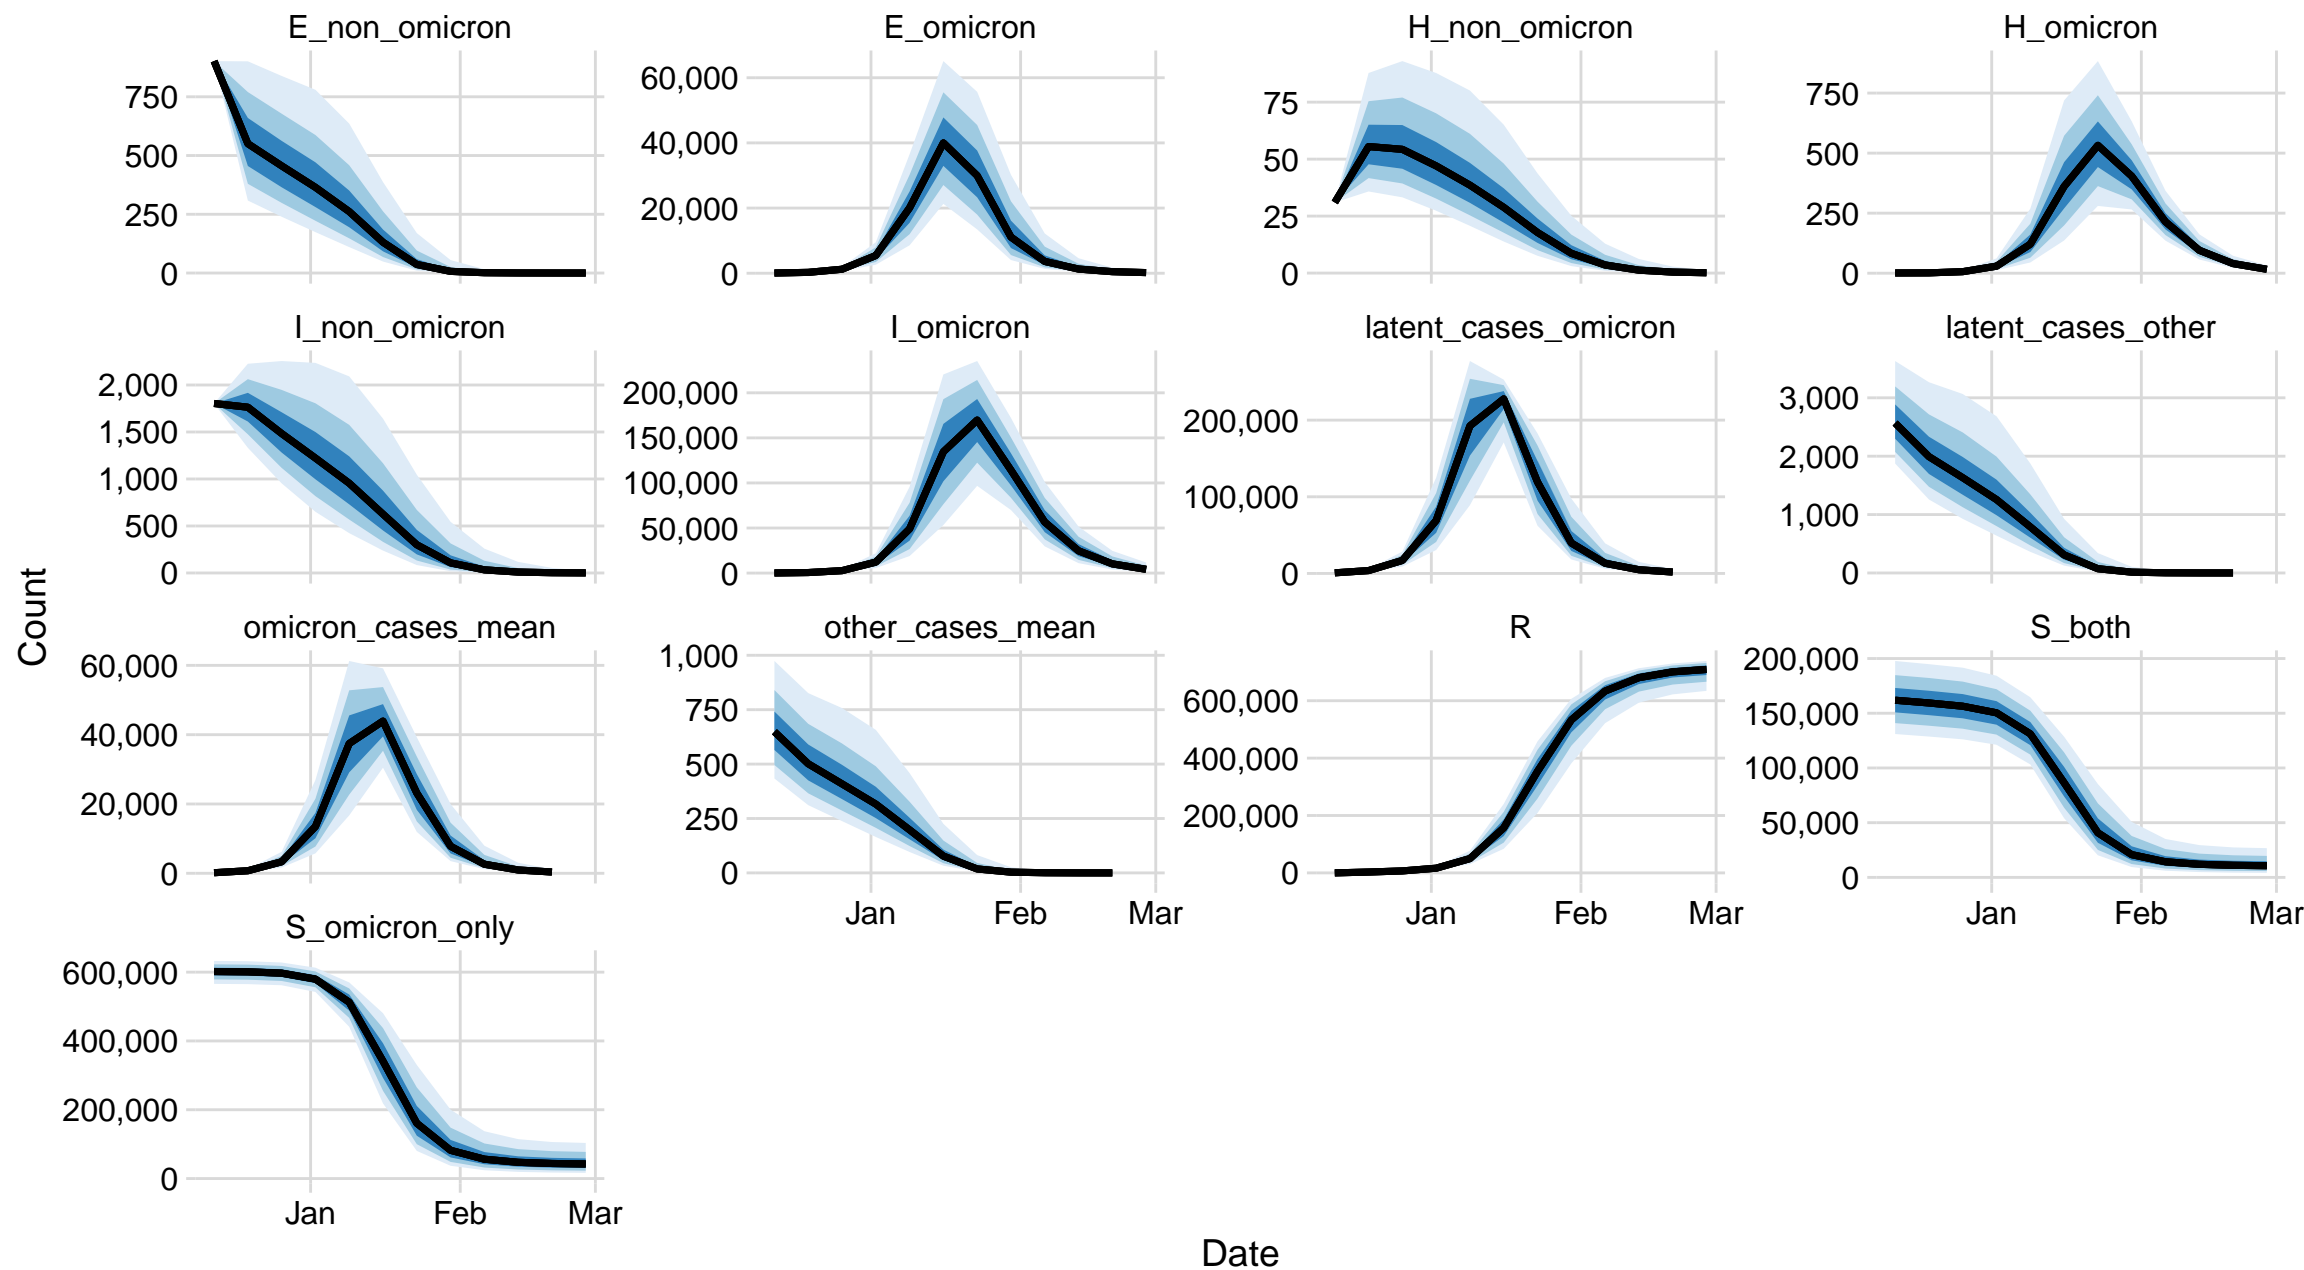 E_non_omicron
E_omicron
H_non_omicron
H_omicron
750
500
250
0
60,000
40,000
20,000
0
75
50
25
0
750
500
250
0
I_non_omicron
I_omicron
latent_cases_omicron
latent_cases_other
2,000
1,500
1,000
500
0
200,000
150,000
100,000
50,000
0
200,000
100,000
0
3,000
2,000
1,000
0
Count
omicron_cases_mean
other_cases_mean
R
S_both
60,000
40,000
20,000
0
1,000
750
500
250
0
600,000
400,000
200,000
0
200,000
150,000
100,000
50,000
0
Jan Feb Mar
Jan Feb Mar
Jan Feb Mar
S_omicron_only
600,000
400,000
200,000
0
Jan Feb Mar
Date